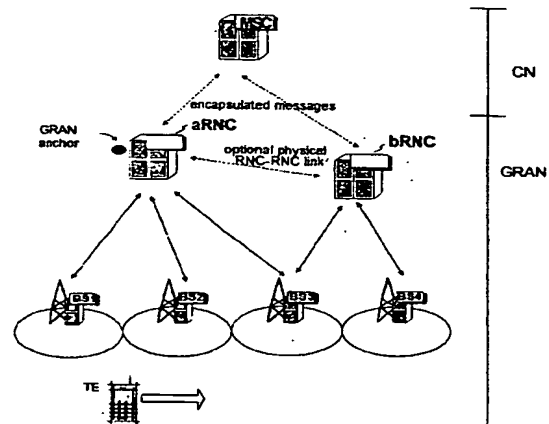 MSC
CN
encapsulated messages
GRAN
anchor
aRNC
optional physical
RNC-RNC link
bRNC
GRAN
BS1
BS2
BS3
BS4
TE